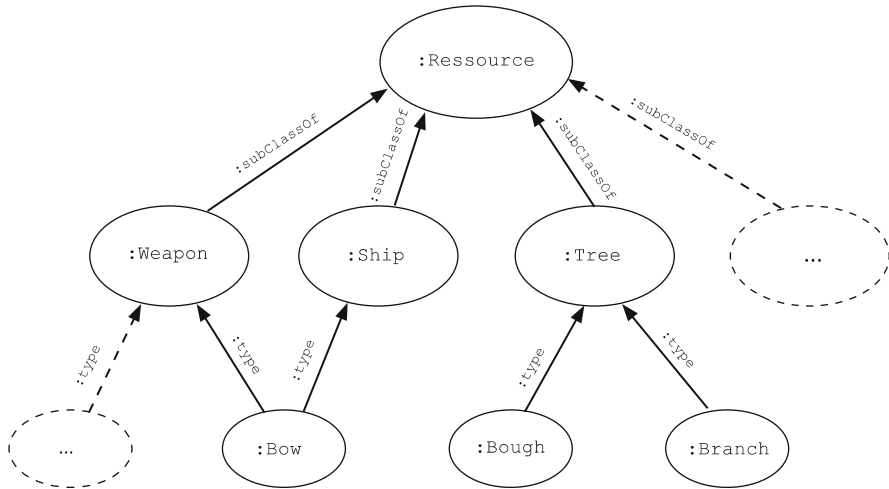 :Ressource
:subClassOf
:subClassOf
:subClassOf
:subClassOf
:Weapon
:Ship
:Tree
...
:type
:type
:type
:type
:type
...
:Bow
:Bough
:Branch